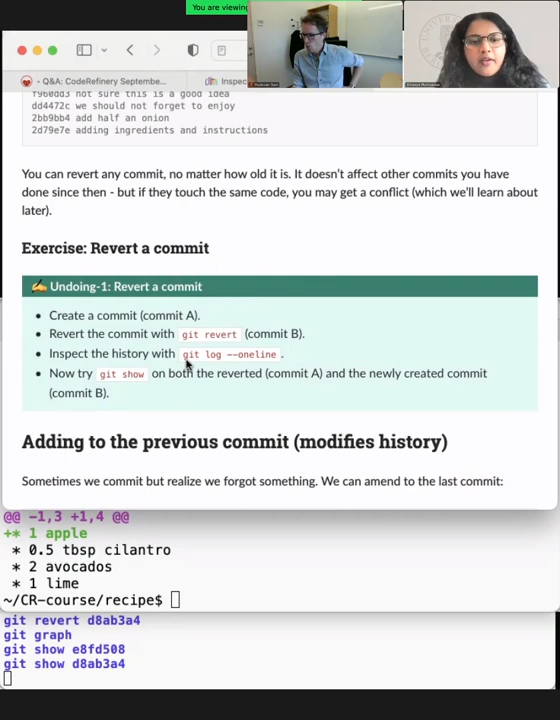 You are viewing
• Q&A: CodeRefinery Septembe...
Inspec
f960dd3 not sure this is a good idea
dd4472c we should not forget to enjoy
2bb9bb4 add half an onion
2d79e7e adding ingredients and instructions
You can revert any commit, no matter how old it is. It doesn't affect other commits you have
done since then - but if they touch the same code, you may get a conflict (which we'll learn about
later).
Exercise: Revert a commit
✍️ Undoing-1: Revert a commit
• Create a commit (commit A).
• Revert the commit with git revert (commit B).
• Inspect the history with git log --oneline .
• Now try git show on both the reverted (commit A) and the newly created commit
(commit B).
Adding to the previous commit (modifies history)
Sometimes we commit but realize we forgot something. We can amend to the last commit:
@@ -1,3 +1,4 @@
+* 1 apple
* 0.5 tbsp cilantro
* 2 avocados
* 1 lime
~/CR-course/recipe$
git revert d8ab3a4
git graph
git show e8fd508
git show d8ab3a4